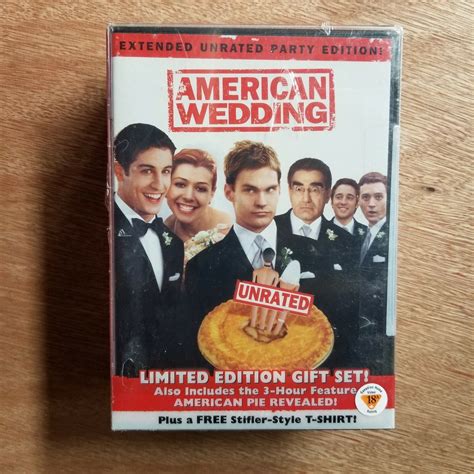 EXTENDED UNRATED PARTY EDITION!
AMERICAN
WEDDING
UNRATED
LIMITED EDITION GIFT SET!
Also Includes the 3-Hour Feature
AMERICAN PIE REVEALED!
Plus a FREE Stifler-Style T-SHIRT!
18